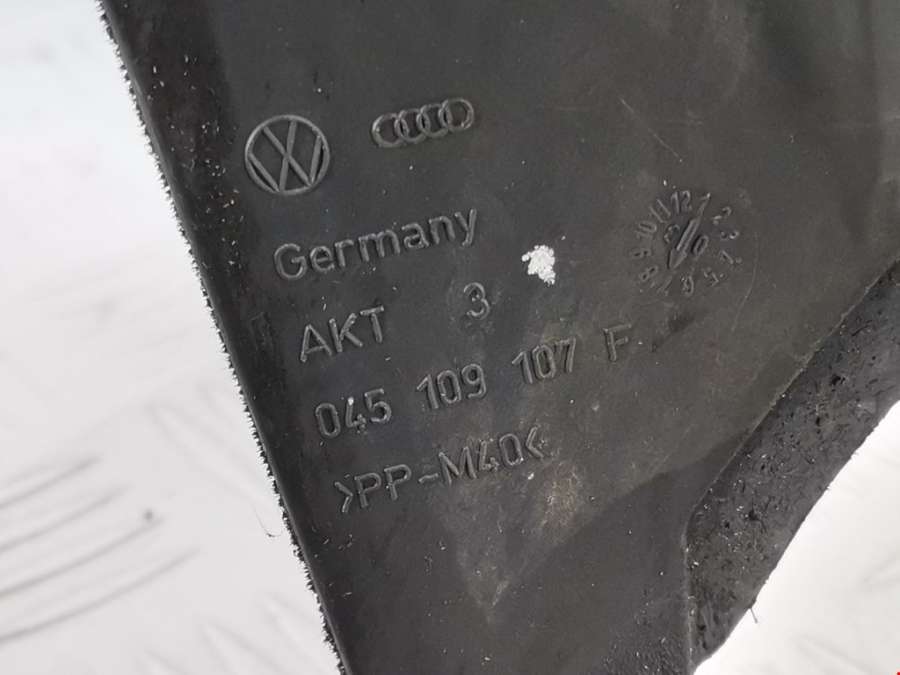 Germany
AKT 3
045 109 107 F
>PP-M40<